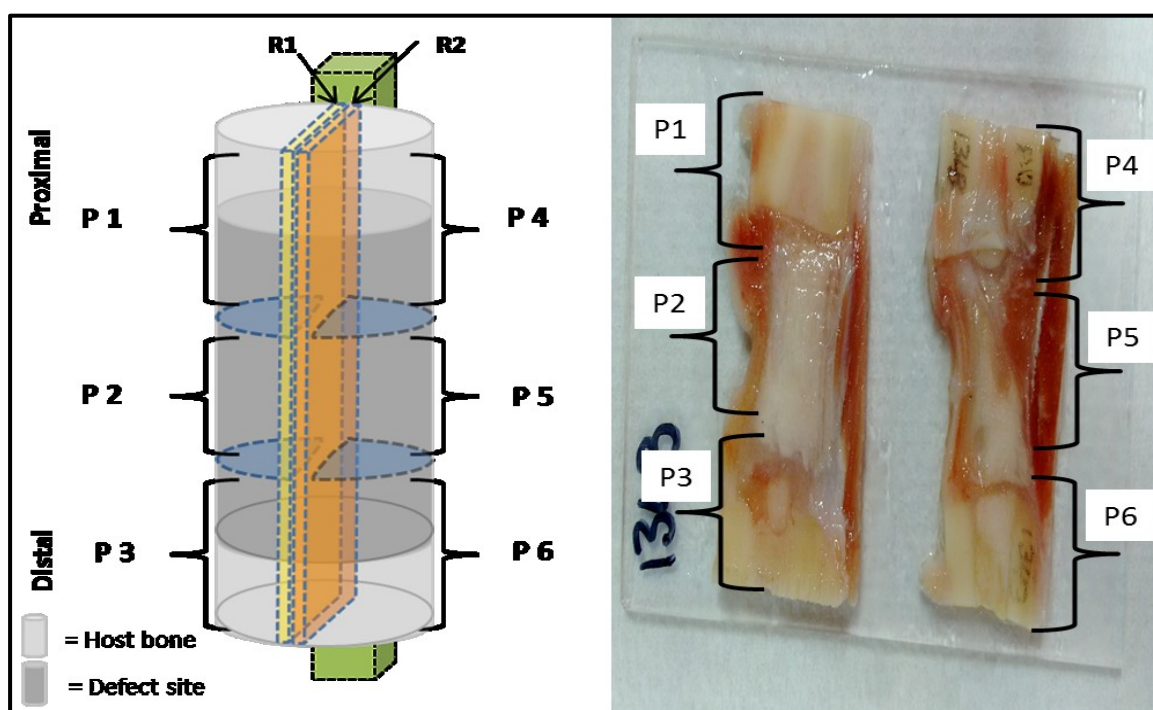 R1
R2
Proximal
P 1
P 4
P 2
P 5
Distal
P 3
P 6
= Host bone
= Defect site
P1
P4
P2
P5
P3
P6